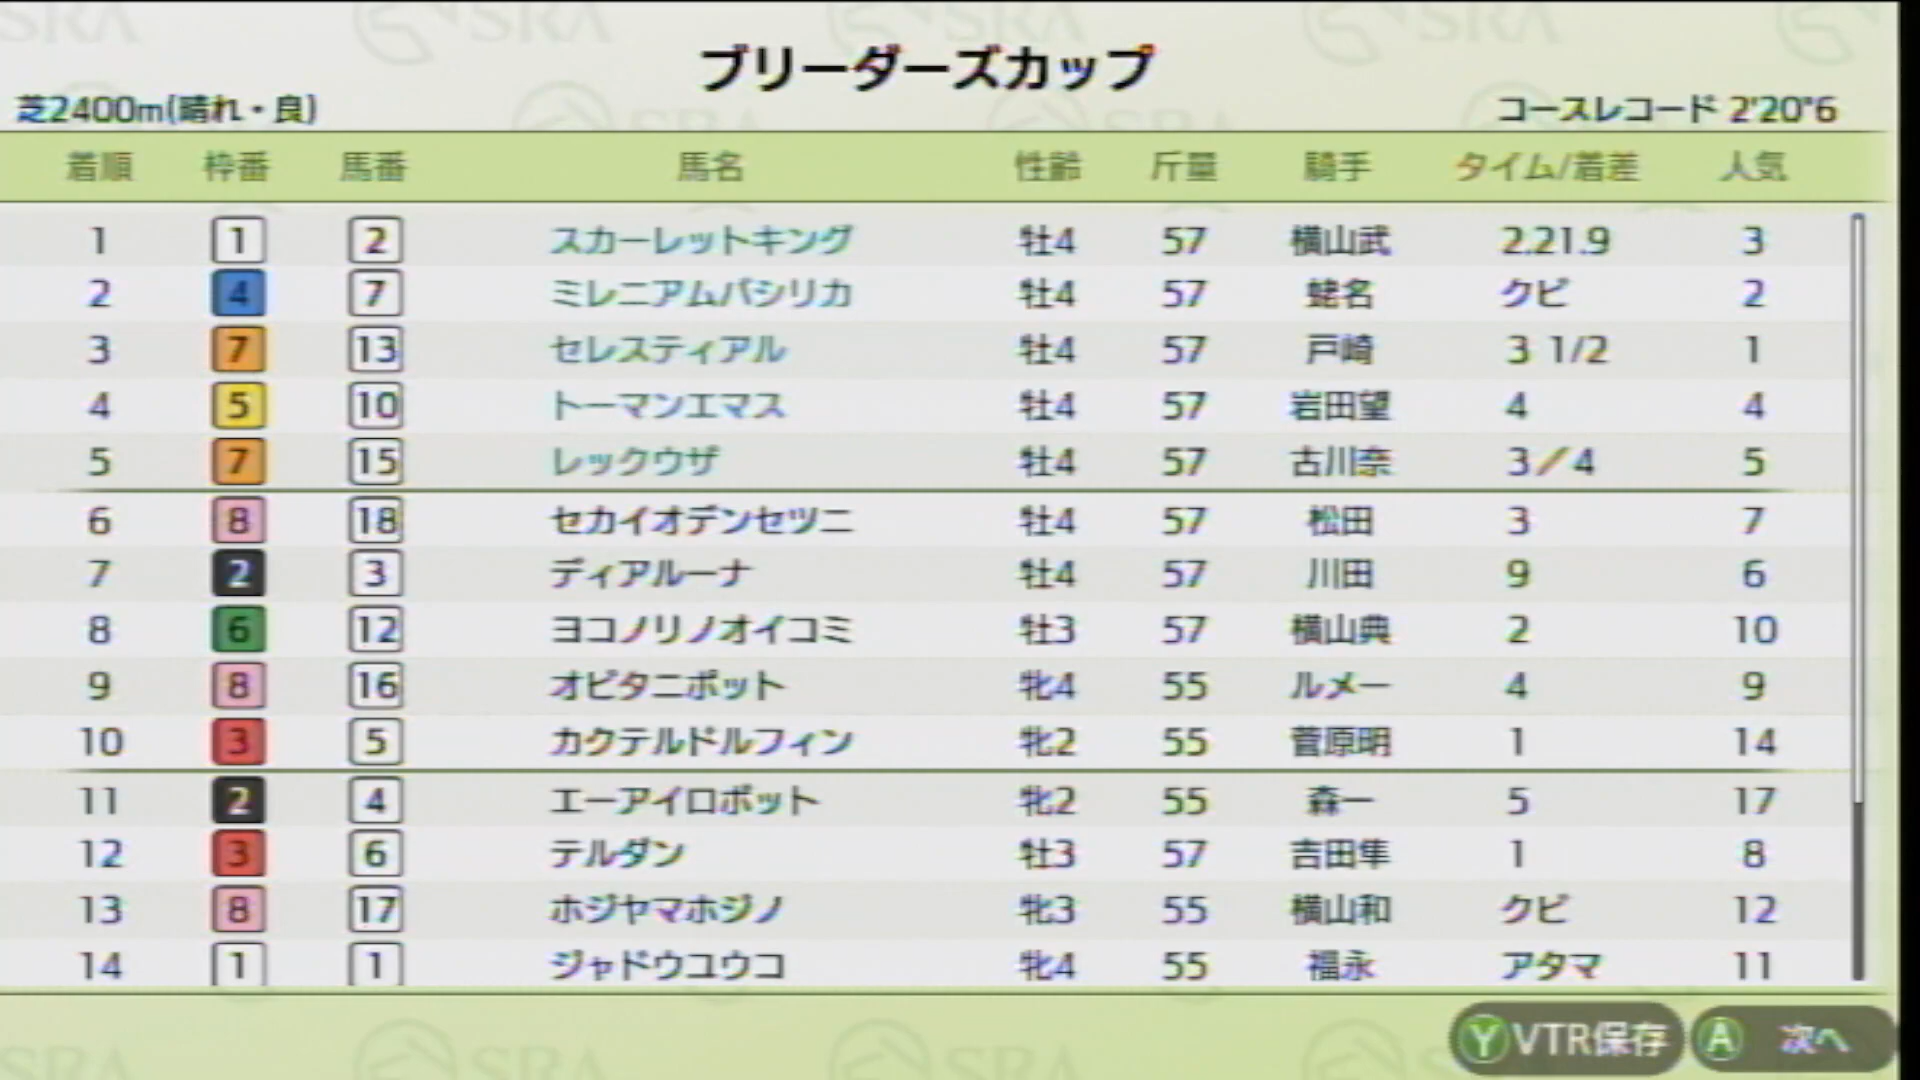 ブリーダーズカップ
芝2400m(晴れ・良) コースレコード 2'20"6
着順 枠番 馬番 馬名 性齢 斤量 騎手 タイム/着差 人気
1 1 2 スカーレットキング 牡4 57 横山武 2.21.9 3
2 4 7 ミレニアムバシリカ 牡4 57 蛯名 クビ 2
3 7 13 セレスティアル 牡4 57 戸崎 3 1/2 1
4 5 10 トーマンエマス 牡4 57 岩田望 4 4
5 7 15 レックウザ 牡4 57 古川奈 3/4 5
6 8 18 セカイオデンセツニ 牡4 57 松田 3 7
7 2 3 ディアルーナ 牡4 57 川田 9 6
8 6 12 ヨコノリノオイコミ 牡3 57 横山典 2 10
9 8 16 オピタニポット 牝4 55 ルメー 4 9
10 3 5 カクテルドルフィン 牝2 55 菅原明 1 14
11 2 4 エーアイロボット 牝2 55 森一 5 17
12 3 6 テルダン 牡3 57 吉田隼 1 8
13 8 17 ホジヤマホジノ 牝3 55 横山和 クビ 12
14 1 1 ジャドウユウコ 牝4 55 福永 アタマ 11
Y VTR保存 A 次へ